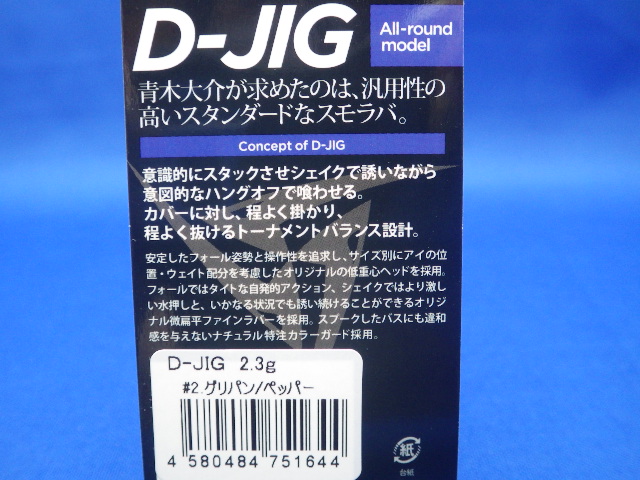 D-JIG
All-round
model
青木大介が求めたのは、汎用性の
高いスタンダードなスモラバ。
Concept of D-JIG
意識的にスタックさせシェイクで誘いながら
意図的なハングオフで喰わせる。
カバーに対し、程よく掛かり、
程よく抜けるトーナメントバランス設計。
安定したフォール姿勢と操作性を追求し、サイズ別にアイの位
置・ウェイト配分を考慮したオリジナルの低重心ヘッドを採用。
フォールではタイトな自発的アクション、シェイクではより激し
い水押しと、いかなる状況でも誘い続けることができるオリジ
ナル微扁平ファインラバーを採用。スプークしたバスにも違和
感を与えないナチュラル特注カラーガード採用。
D-JIG 2.3g
#2.グリパン/ペッパー
4 580484 751644
紙
台紙